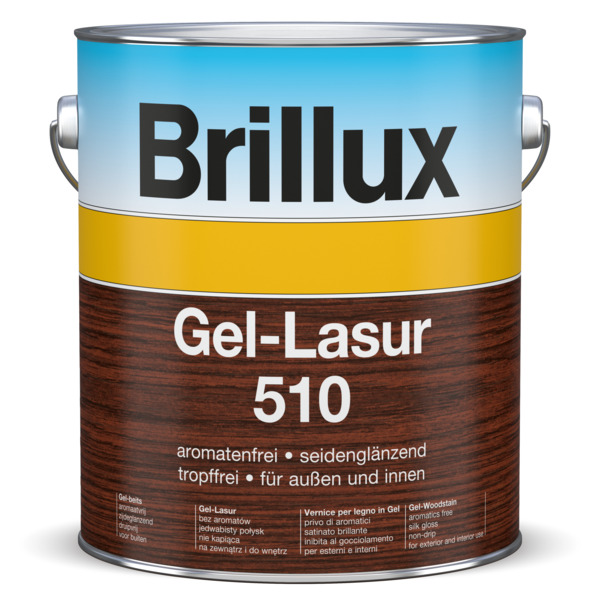 Brillux
Gel-Lasur
510
aromatenfrei • seidenglänzend
tropffrei • für außen und innen
Gel-beits
aromaatvrij
zijdeglanzend
druipvrij
voor buiten
Gel-Lasur
bez aromatów
jedwabisty połysk
nie kapiąca
na zewnątrz i do wnętrz
Vernice per legno in Gel
privo di aromatici
satinato brillante
inibita al gocciolamento
per esterni e interni
Gel-Woodstain
aromatics free
silk gloss
non-drip
for exterior and interior use